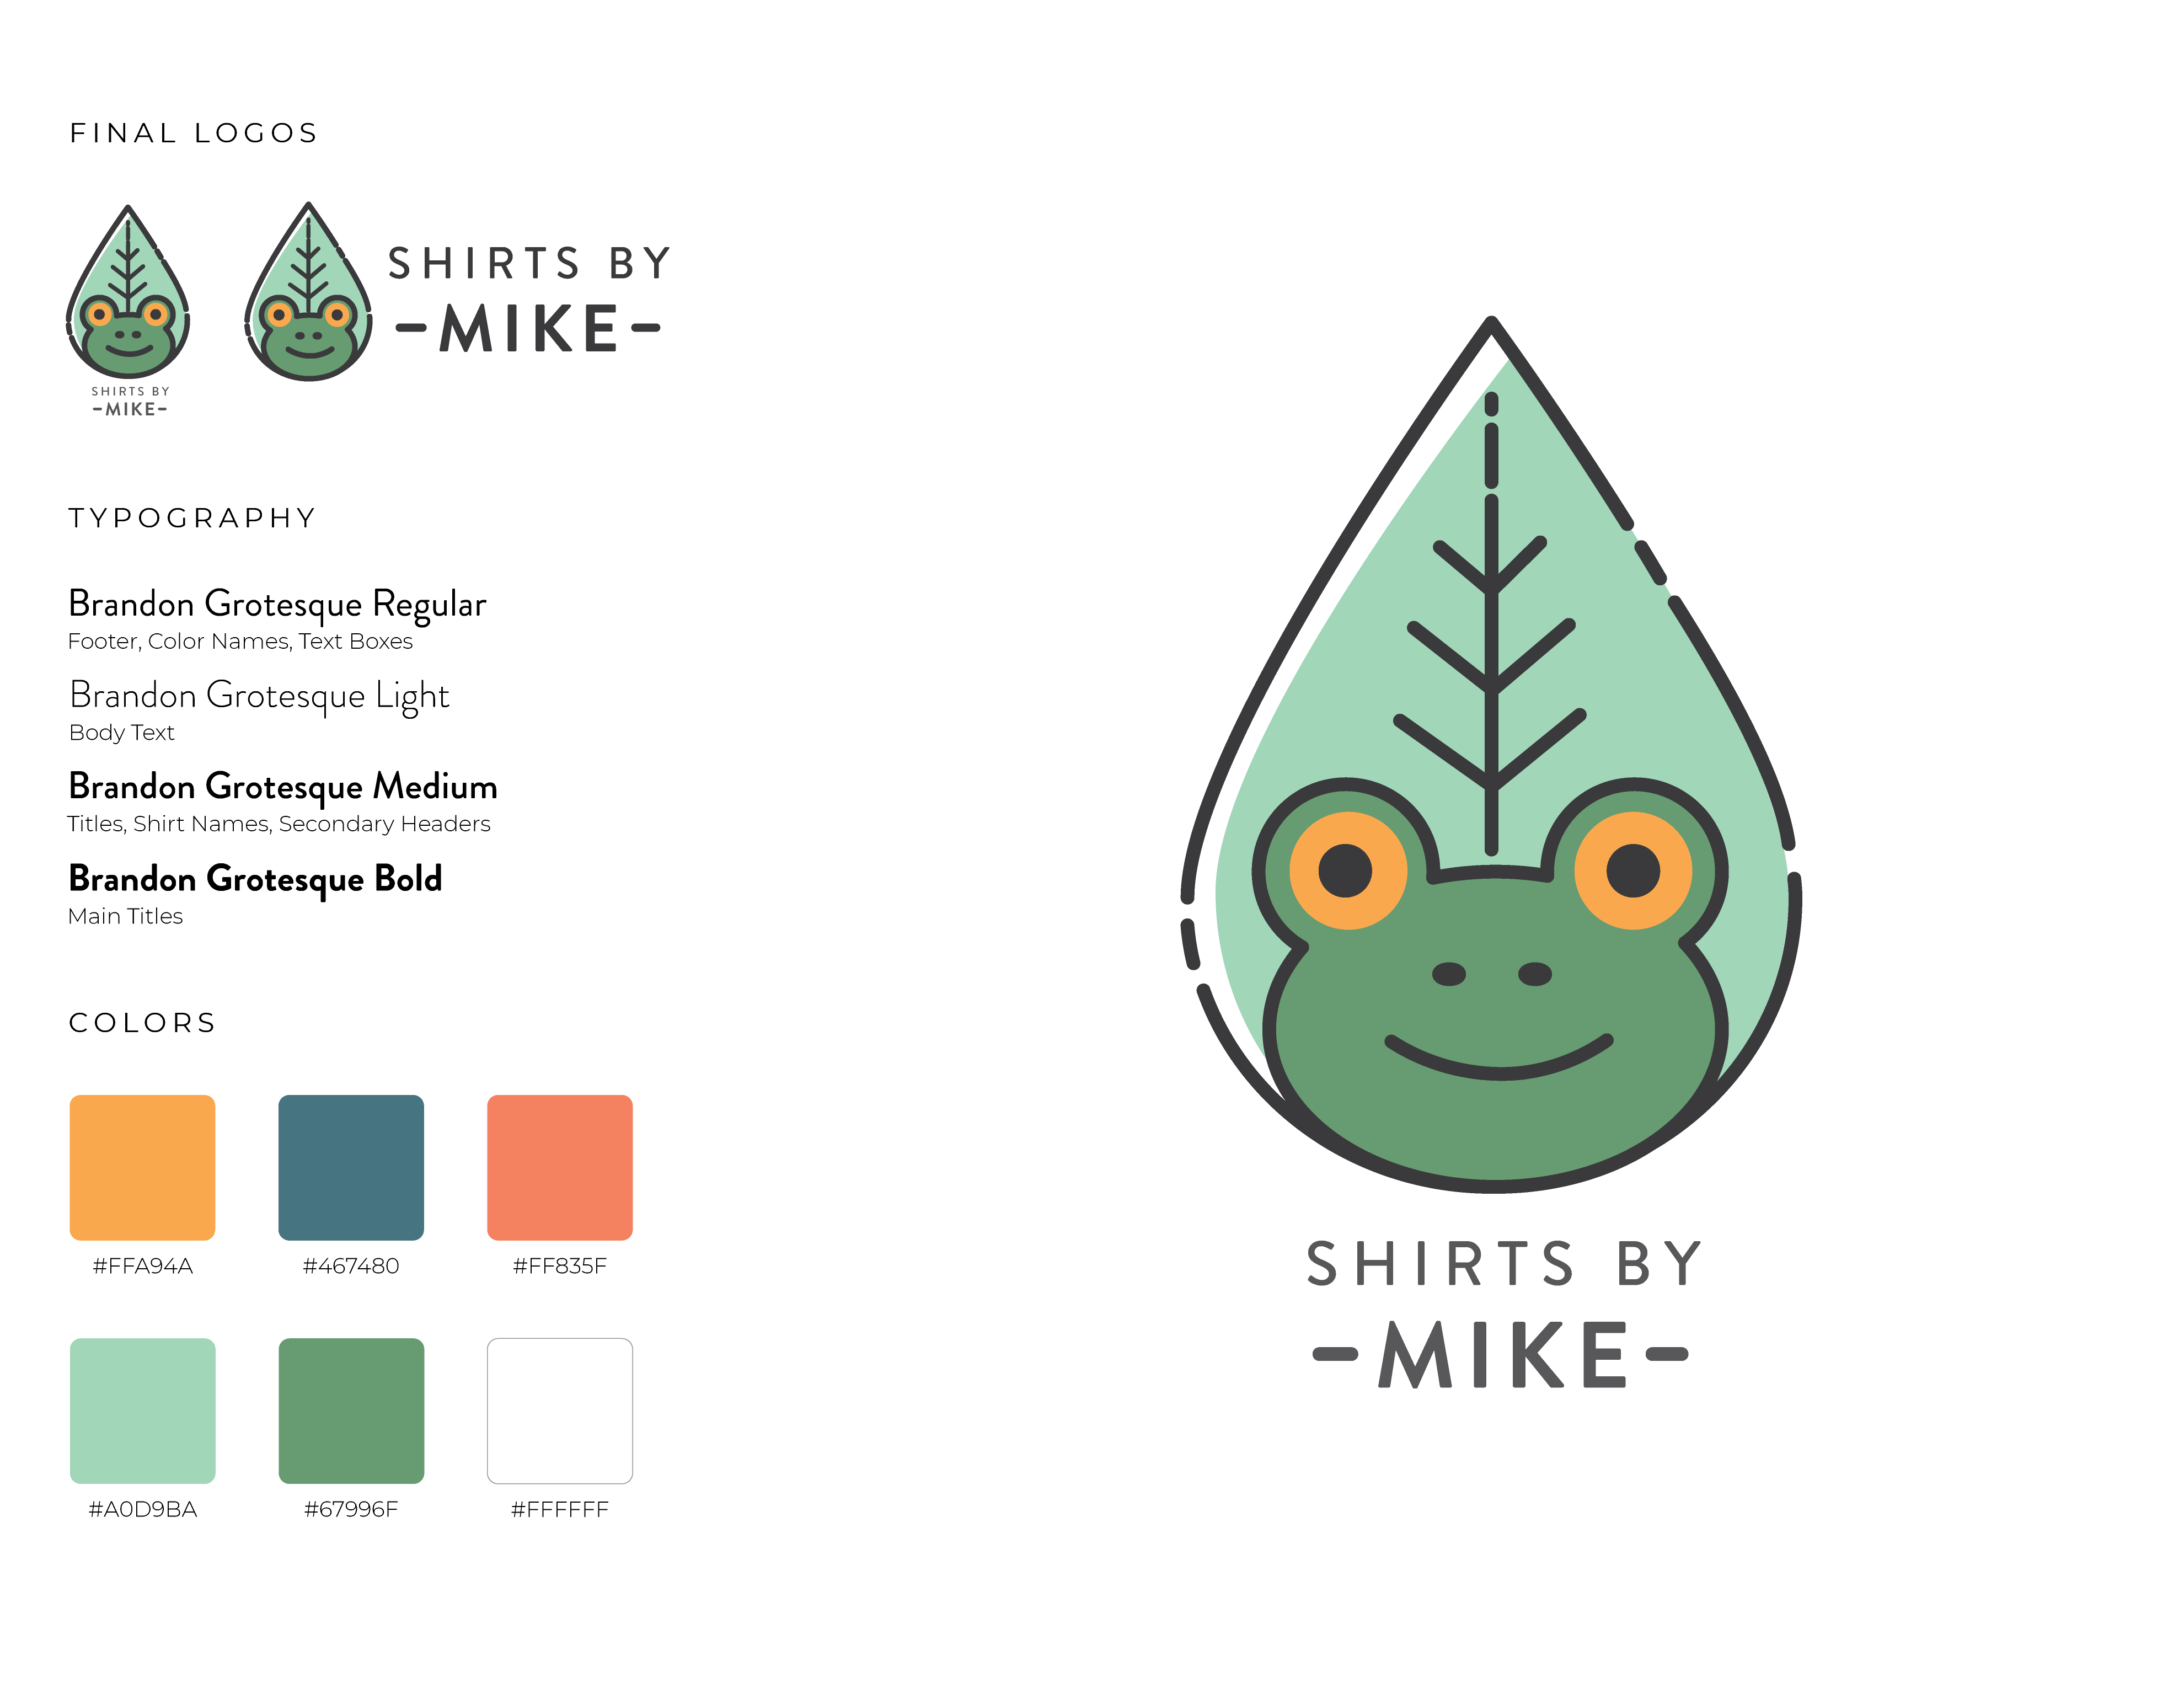 FINAL LOGOS
SHIRTS BY
-MIKE-
SHIRTS BY
-MIKE-
TYPOGRAPHY
Brandon Grotesque Regular
Footer, Color Names, Text Boxes
Brandon Grotesque Light
Body Text
Brandon Grotesque Medium
Titles, Shirt Names, Secondary Headers
Brandon Grotesque Bold
Main Titles
COLORS
#FFA94A
#467480
#FF835F
#A0D9BA
#67996F
#FFFFFF
SHIRTS BY
-MIKE-